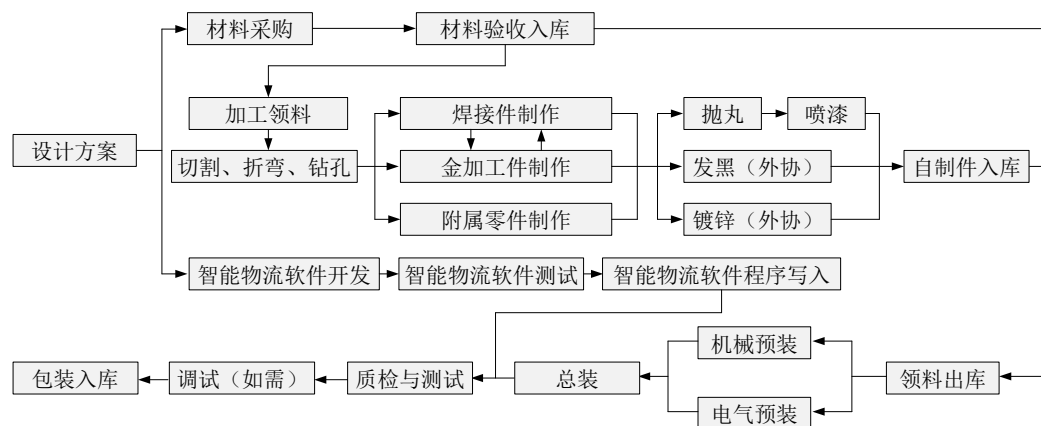 材料采购
材料验收入库
加工领料
焊接件制作
抛丸
喷漆
设计方案
切割、折弯、钻孔
金加工件制作
发黑（外协）
自制件入库
附属零件制作
镀锌（外协）
智能物流软件开发
智能物流软件测试
智能物流软件程序写入
机械预装
包装入库
调试（如需）
质检与测试
总装
领料出库
电气预装